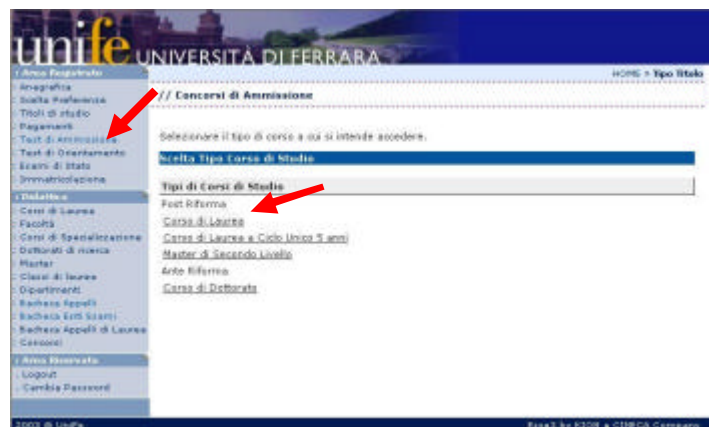 unife UNIVERSITÀ DI FERRARA
Area Registrato
HOME » Tipo Titolo
Anagrafica
Scelta Preferenze
Titoli di studio
Pagamenti
Test di Ammissione
Test di Orientamento
Esami di Stato
Immatricolazione
Didattica
Corsi di Laurea
Facoltà
Corsi di Specializzazione
Dottorati di ricerca
Master
Classi di laurea
Dipartimenti
Bacheca Appelli
Bacheca Esiti Esami
Bacheca Appelli di Laurea
Concorsi
Area Riservata
Logout
Cambia Password
// Concorsi di Ammissione
Selezionare il tipo di corso a cui si intende accedere.
Scelta Tipo Corso di Studio
Tipi di Corsi di Studio
Post Riforma
Corso di Laurea
Corso di Laurea a Ciclo Unico 5 anni
Master di Secondo Livello
Ante Riforma
Corso di Dottorato
2003 © UniFe
Esse3 by KION a CINECA Company